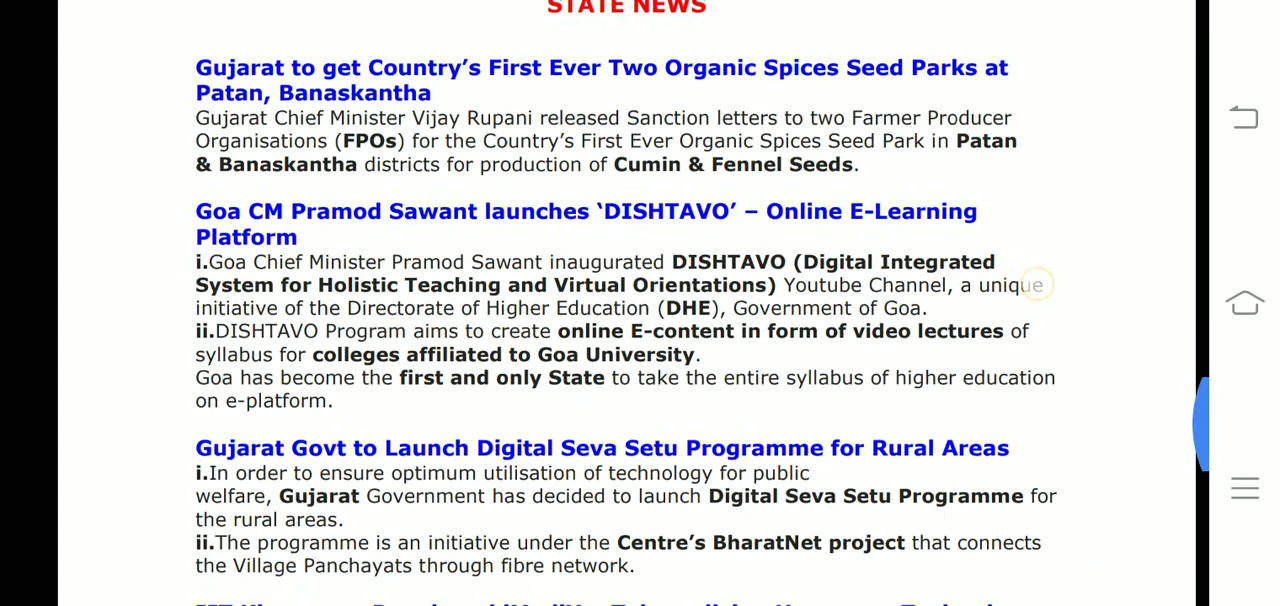 STATE NEWS
Gujarat to get Country's First Ever Two Organic Spices Seed Parks at
Patan, Banaskantha
Gujarat Chief Minister Vijay Rupani released Sanction letters to two Farmer Producer
Organisations (FPOs) for the Country's First Ever Organic Spices Seed Park in Patan
& Banaskantha districts for production of Cumin & Fennel Seeds.
Goa CM Pramod Sawant launches ‘DISHTAVO’ – Online E-Learning
Platform
i.Goa Chief Minister Pramod Sawant inaugurated DISHTAVO (Digital Integrated
System for Holistic Teaching and Virtual Orientations) Youtube Channel, a unique
initiative of the Directorate of Higher Education (DHE), Government of Goa.
ii.DISHTAVO Program aims to create online E-content in form of video lectures of
syllabus for colleges affiliated to Goa University.
Goa has become the first and only State to take the entire syllabus of higher education
on e-platform.
Gujarat Govt to Launch Digital Seva Setu Programme for Rural Areas
i.In order to ensure optimum utilisation of technology for public
welfare, Gujarat Government has decided to launch Digital Seva Setu Programme for
the rural areas.
ii.The programme is an initiative under the Centre's BharatNet project that connects
the Village Panchayats through fibre network.